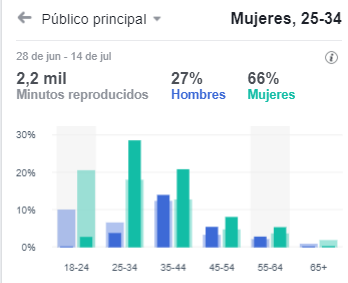 ← Público principal
Mujeres, 25-34
28 de jun - 14 de jul
2,2 mil
Minutos reproducidos
27%
Hombres
66%
Mujeres
30%
20%
10%
0%
18-24 25-34 35-44 45-54 55-64 65+